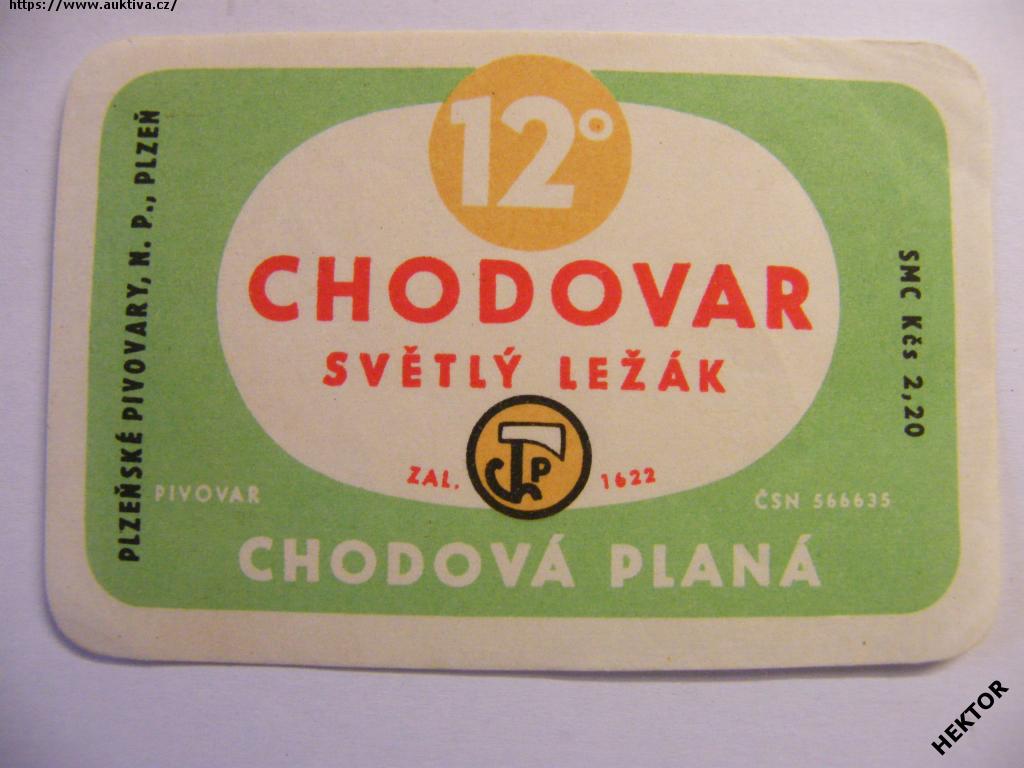 https://www.auktiva.cz/
12°
CHODOVAR
SVĚTLÝ LEŽÁK
ZAL. 1622
PIVOVAR
CHODOVÁ PLANÁ
ČSN 566635
PLZEŇSKÉ PIVOVARY, N. P., PLZEŇ
SMC Kčs 2,20
HEKTOR